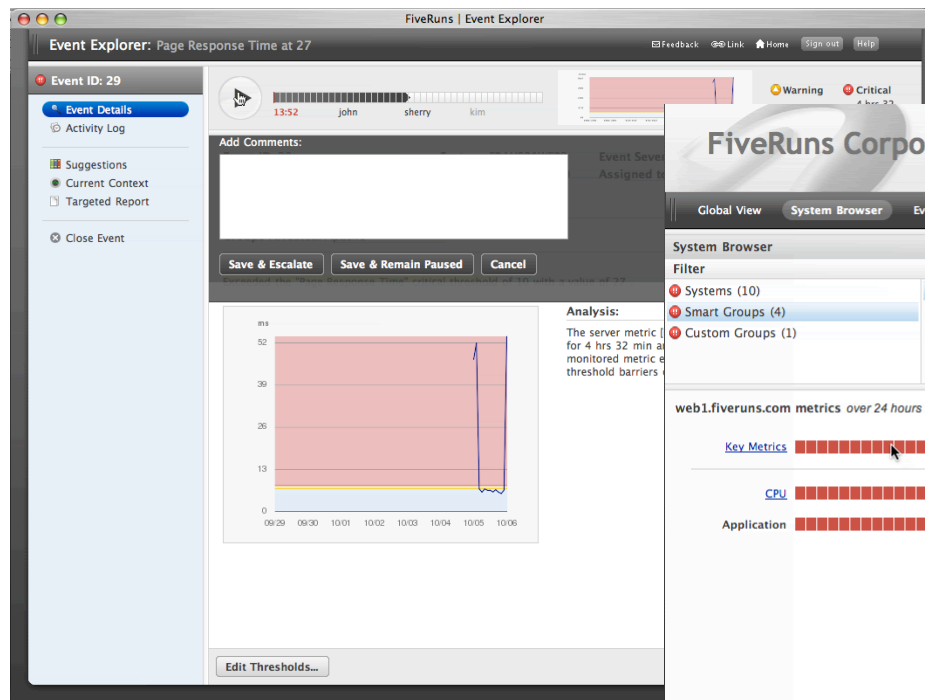 FiveRuns | Event Explorer
Event Explorer: Page Response Time at 27
Feedback Link Home Sign out Help
Event ID: 29
Event Details
Activity Log
Suggestions
Current Context
Targeted Report
Close Event
13:52 john sherry kim
Warning Critical
4 hrs 32
Add Comments:
Event Seve
Assigned t
Save & Escalate Save & Remain Paused Cancel
ms
52
39
26
13
0
09/29 09/30 10/01 10/02 10/03 10/04 10/05 10/06
Analysis:
The server metric [
for 4 hrs 32 min a
monitored metric e
threshold barriers
Edit Thresholds...
FiveRuns Corpo
Global View System Browser Ev
System Browser
Filter
Systems (10)
Smart Groups (4)
Custom Groups (1)
web1.fiveruns.com metrics over 24 hours
Key Metrics
CPU
Application